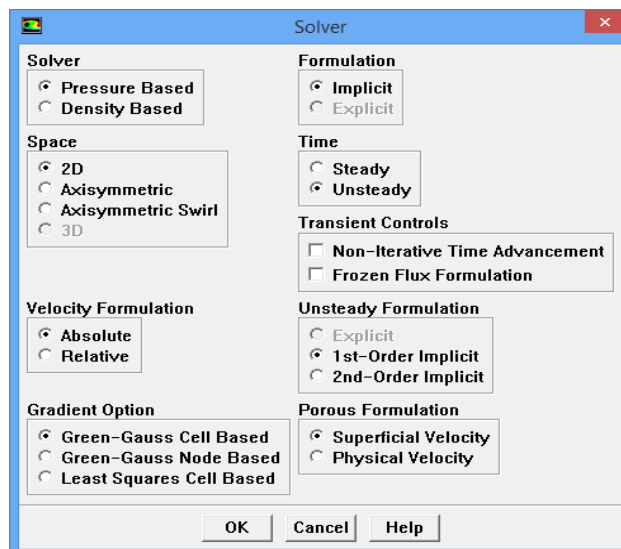 Solver
Solver
Pressure Based
Density Based
Formulation
Implicit
Explicit
Space
2D
Axisymmetric
Axisymmetric Swirl
3D
Time
Steady
Unsteady
Transient Controls
Non-Iterative Time Advancement
Frozen Flux Formulation
Velocity Formulation
Absolute
Relative
Unsteady Formulation
Explicit
1st-Order Implicit
2nd-Order Implicit
Gradient Option
Green-Gauss Cell Based
Green-Gauss Node Based
Least Squares Cell Based
Porous Formulation
Superficial Velocity
Physical Velocity
OK Cancel Help